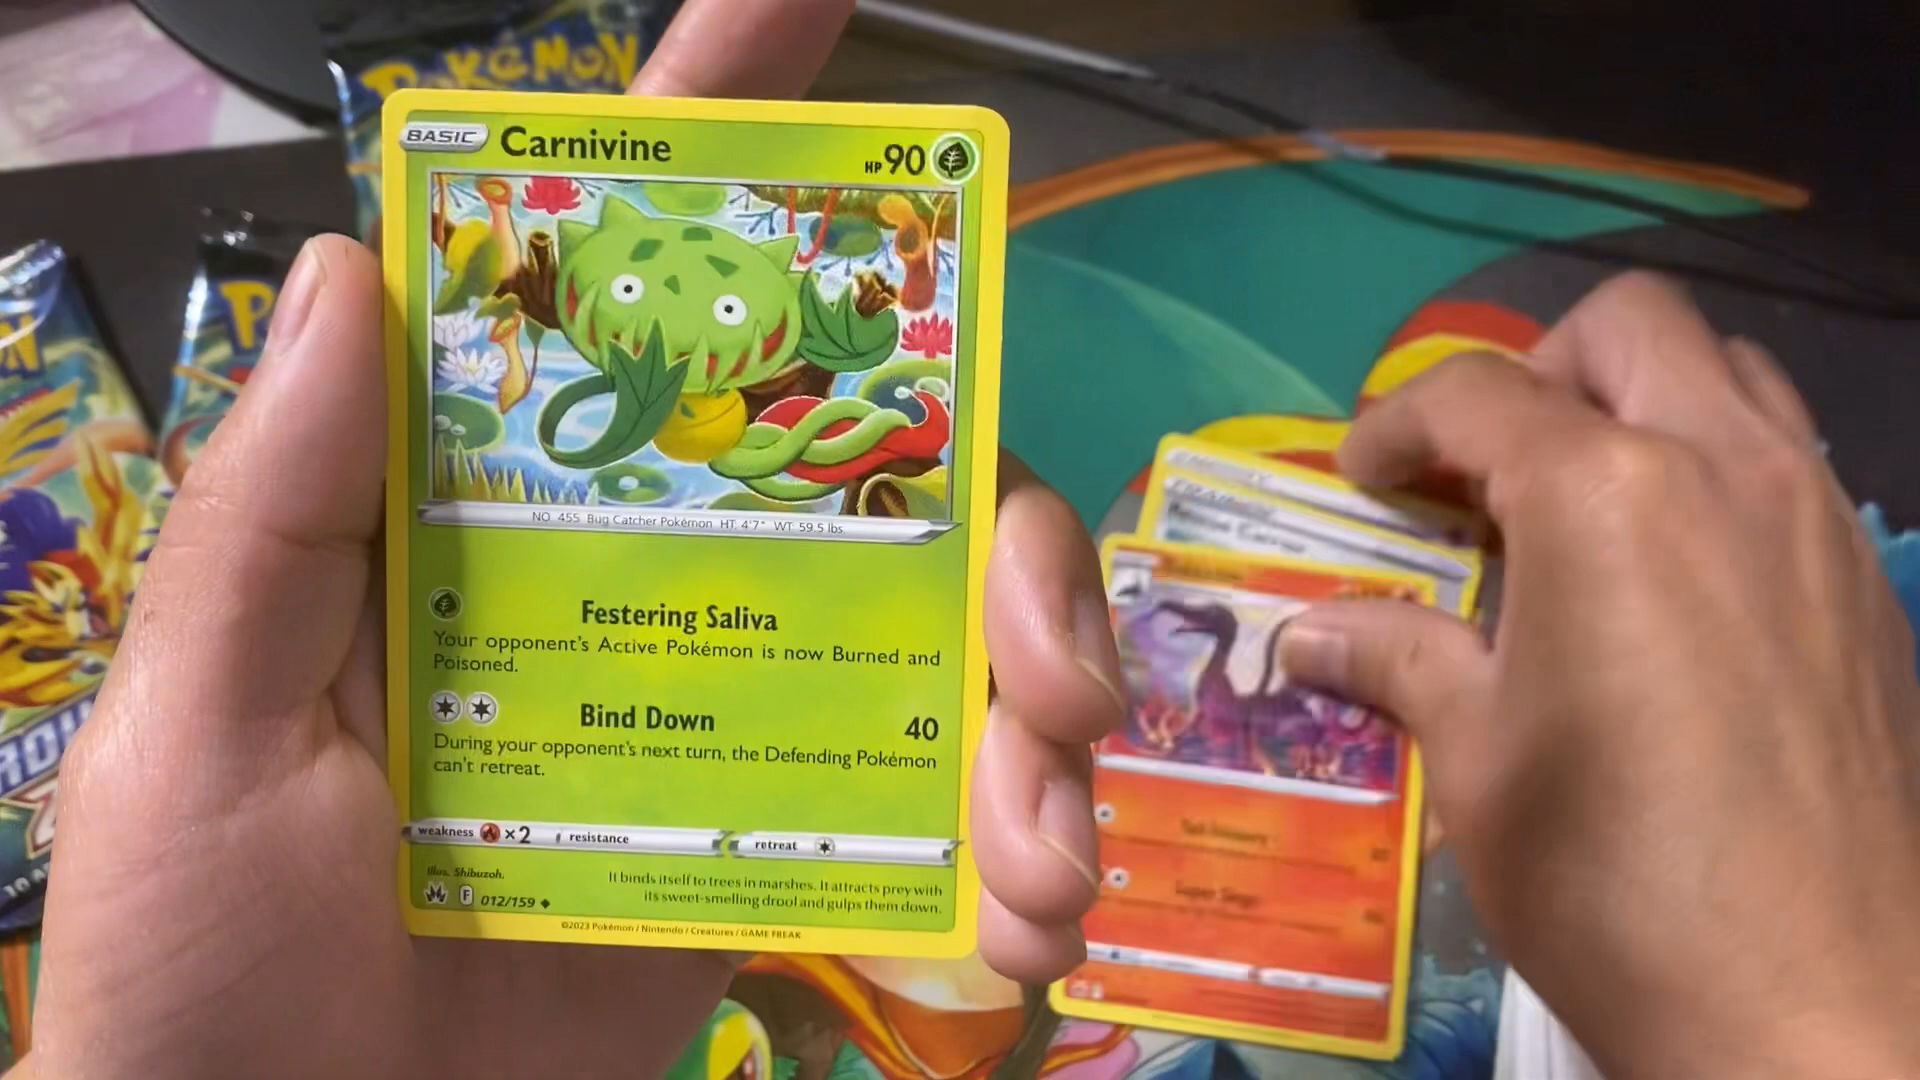 POKÉMON
BASIC Carnivine HP 90
NO. 455 Bug Catcher Pokémon HT: 4'7" WT: 59.5 lbs.
Festering Saliva
Your opponent's Active Pokémon is now Burned and
Poisoned.
Bind Down 40
During your opponent's next turn, the Defending Pokémon
can't retreat.
weakness ×2 resistance retreat
Illus. Shibuzoh.
F 012/159
It binds itself to trees in marshes. It attracts prey with
its sweet-smelling drool and gulps them down.
©2023 Pokémon / Nintendo / Creatures / GAME FREAK